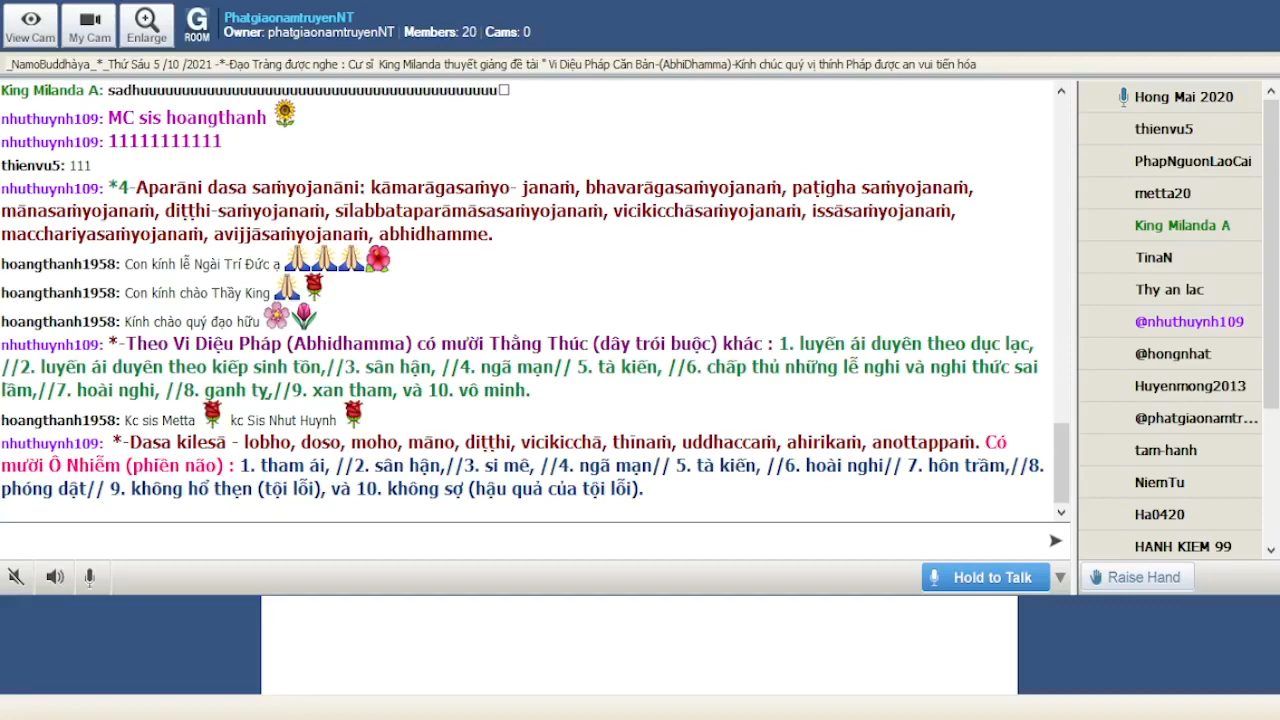 View Cam
My Cam
Enlarge
G
ROOM
PhatgiaonamtruyenNT
Owner: phatgiaonamtruyenNT | Members: 20 | Cams: 0
_NamoBuddhàya_*_Thứ Sáu 5 /10 /2021 -*-Đạo Tràng được nghe : Cư sĩ King Milanda thuyết giảng đề tài " Vi Diệu Pháp Căn Bản-(AbhiDhamma)-Kính chúc quý vị thính Pháp được an vui tiến hóa
King Milanda A: sadhuuuuuuuuuuuuuuuuuuuuuuuuuuuuuuuuuuuuuuuuuuu□
nhuthuynh109: MC sis hoangthanh
nhuthuynh109: 11111111111
thienvu5: 111
nhuthuynh109: *4-Aparāni dasa saṁyojanāni: kāmarāgasaṁyo- janaṁ, bhavarāgasaṁyojanaṁ, paṭigha saṁyojanaṁ,
mānasaṁyojanaṁ, diṭṭhi-saṁyojanaṁ, sīlabbataparāmāsasaṁyojanaṁ, vicikicchāsaṁyojanaṁ, issāsaṁyojanaṁ,
macchariyasaṁyojanaṁ, avijjāsaṁyojanaṁ, abhidhamme.
hoangthanh1958: Con kính lễ Ngài Trí Đức ạ
hoangthanh1958: Con kính chào Thầy King
hoangthanh1958: Kính chào quý đạo hữu
nhuthuynh109: *-Theo Vi Diệu Pháp (Abhidhamma) có mười Thằng Thúc (dây trói buộc) khác : 1. luyến ái duyên theo dục lạc,
//2. luyến ái duyên theo kiếp sinh tồn,//3. sân hận, //4. ngã mạn// 5. tà kiến, //6. chấp thủ những lễ nghi và nghi thức sai
lầm,//7. hoài nghi, //8. ganh tỵ,//9. xan tham, và 10. vô minh.
hoangthanh1958: Kc sis Metta kc Sis Nhut Huynh
nhuthuynh109: *-Dasa kilesā - lobho, doso, moho, māno, diṭṭhi, vicikicchā, thīnaṁ, uddhaccaṁ, ahirikaṁ, anottappaṁ. Có
mười Ô Nhiễm (phiền não) : 1. tham ái, //2. sân hận,//3. si mê, //4. ngã mạn// 5. tà kiến, //6. hoài nghi// 7. hôn trầm,//8.
phóng dật// 9. không hổ thẹn (tội lỗi), và 10. không sợ (hậu quả của tội lỗi).
Hold to Talk
Hong Mai 2020
thienvu5
PhapNguonLaoCai
metta20
King Milanda A
TinaN
Thy an lac
@nhuthuynh109
@hongnhat
Huyenmong2013
@phatgiaonamtr...
tam-hanh
NiemTu
Ha0420
HANH KIEM 99
Raise Hand